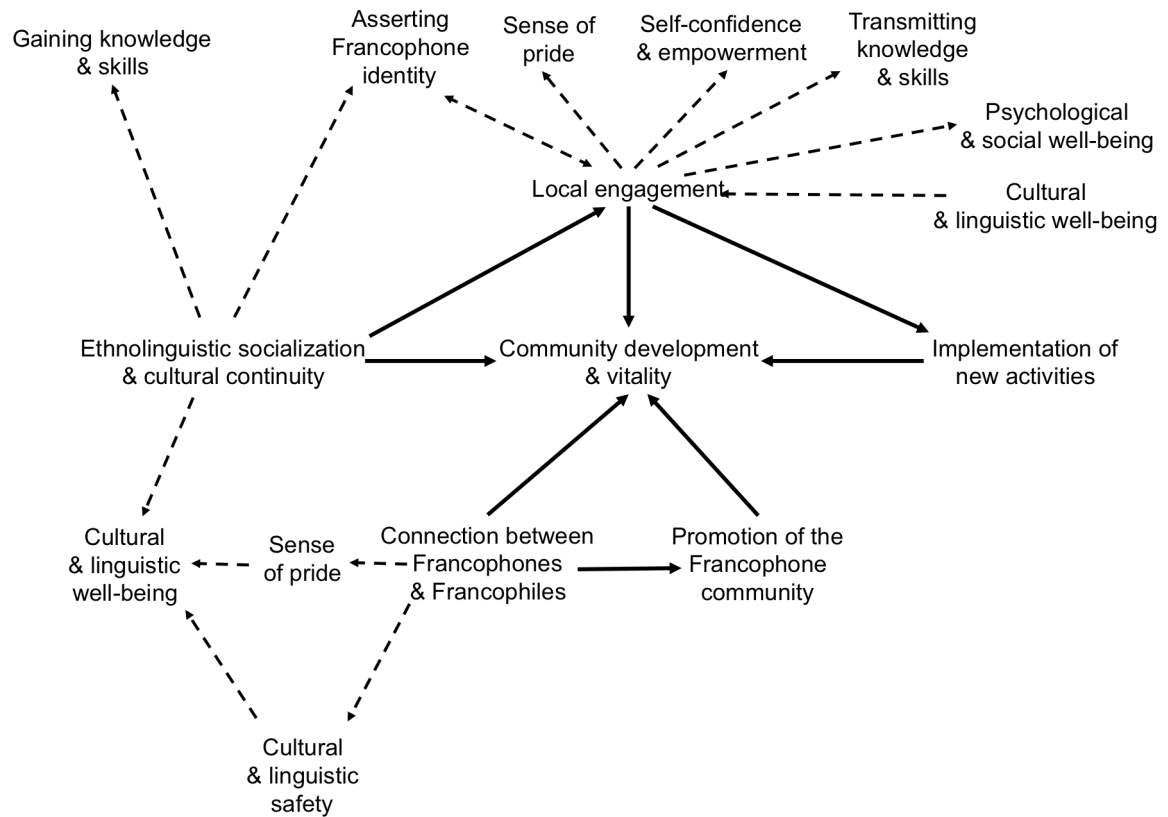 Gaining knowledge
& skills
Asserting
Francophone
identity
Sense of
pride
Self-confidence
& empowerment
Transmitting
knowledge
& skills
Psychological
& social well-being
Cultural
& linguistic well-being
Local engagement
Ethnolinguistic socialization
& cultural continuity
Community development
& vitality
Implementation of
new activities
Cultural
& linguistic
well-being
Sense
of pride
Connection between
Francophones
& Francophiles
Promotion of the
Francophone
community
Cultural
& linguistic
safety